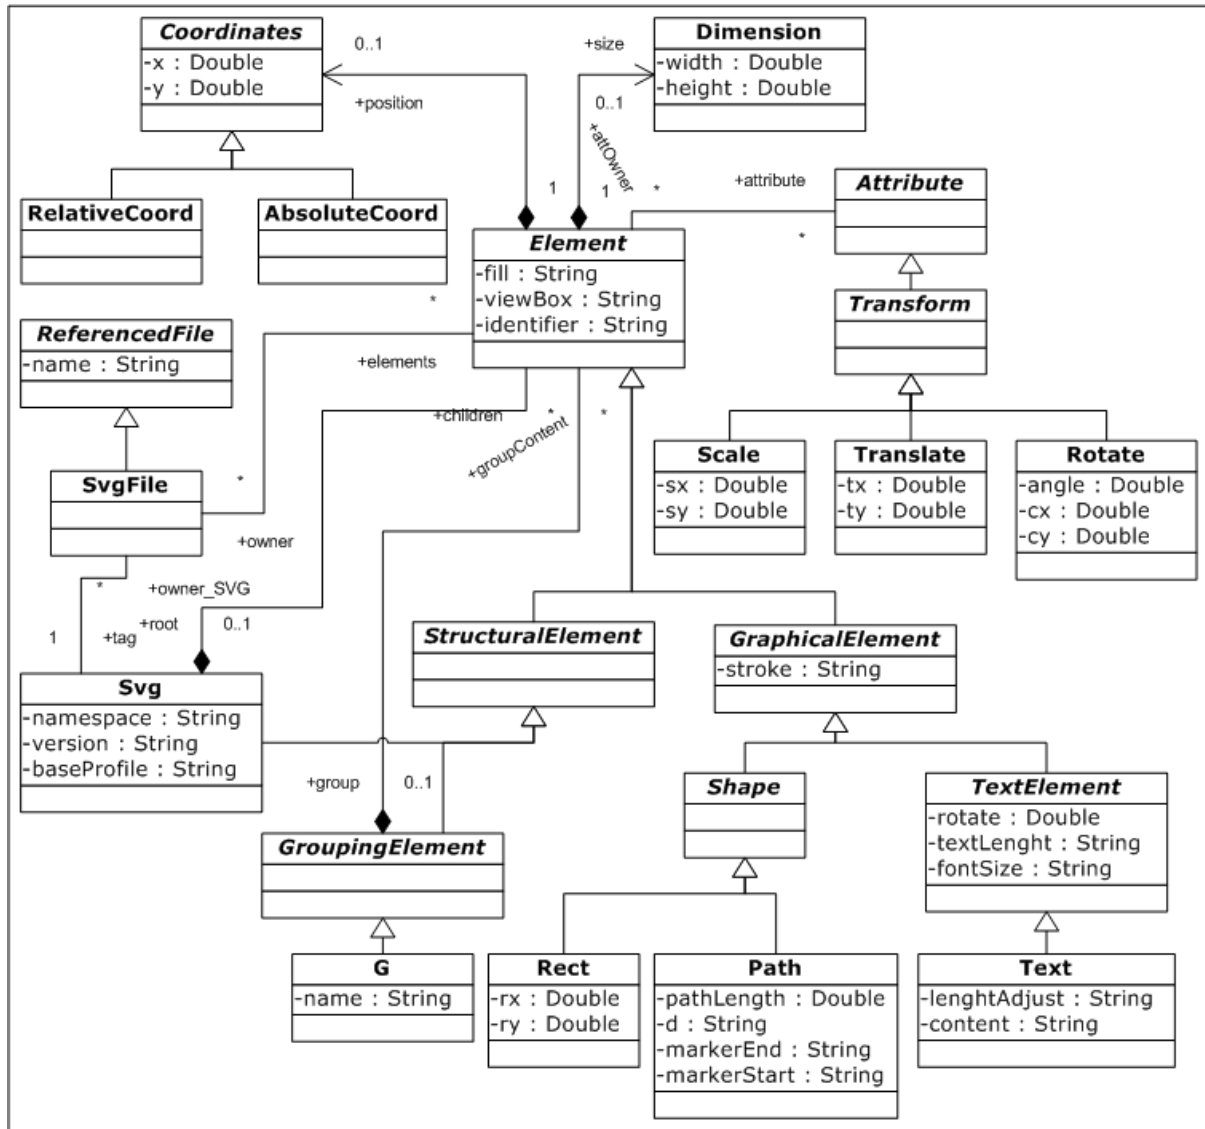 Coordinates
-x : Double
-y : Double
0..1
+position
+size
0..1
Dimension
-width : Double
-height : Double
+attOwner
RelativeCoord
AbsoluteCoord
1
1
*
+attribute
*
Attribute
Element
-fill : String
-viewBox : String
-identifier : String
Transform
*
+elements
ReferencedFile
-name : String
+children
*
*
+groupContent
SvgFile
*
+owner
Scale
-sx : Double
-sy : Double
Translate
-tx : Double
-ty : Double
Rotate
-angle : Double
-cx : Double
-cy : Double
*
+owner_SVG
1
+tag
+root
0..1
StructuralElement
GraphicalElement
-stroke : String
Svg
-namespace : String
-version : String
-baseProfile : String
+group
0..1
GroupingElement
Shape
TextElement
-rotate : Double
-textLenght : String
-fontSize : String
G
-name : String
Rect
-rx : Double
-ry : Double
Path
-pathLength : Double
-d : String
-markerEnd : String
-markerStart : String
Text
-lenghtAdjust : String
-content : String